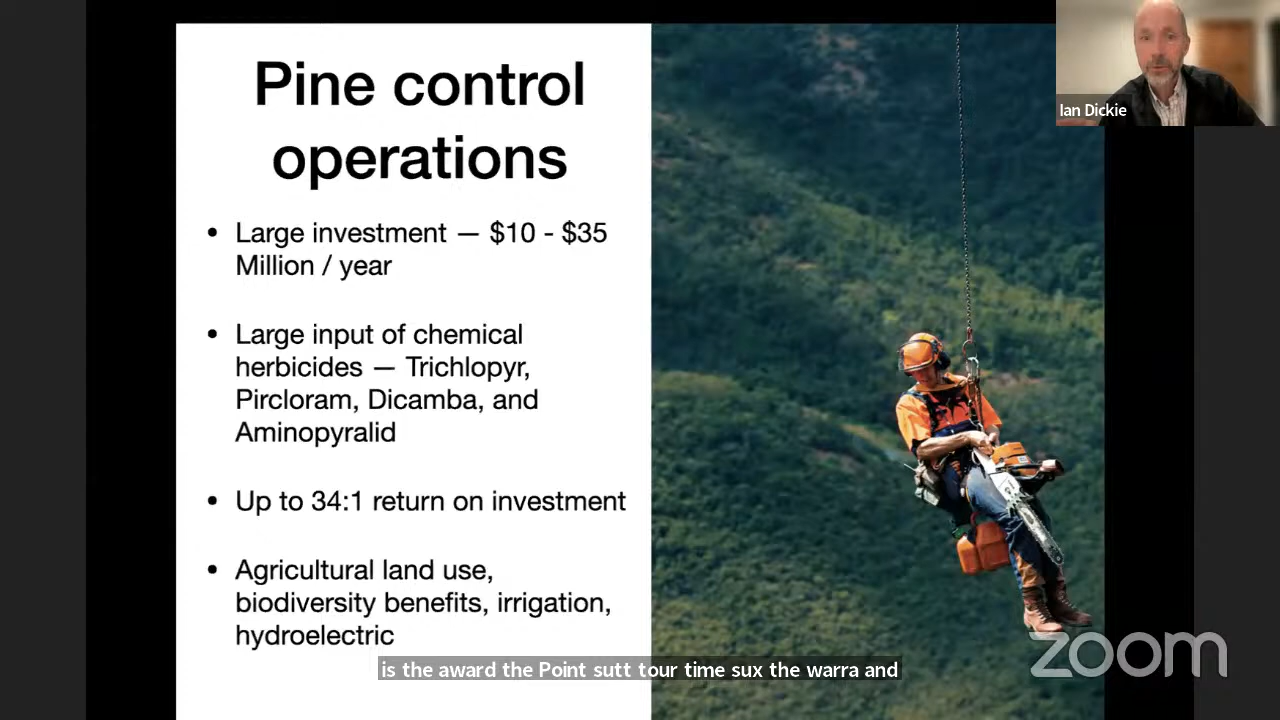 Pine control
operations
• Large investment — $10 - $35
Million / year
• Large input of chemical
herbicides — Trichlopyr,
Pircloram, Dicamba, and
Aminopyralid
• Up to 34:1 return on investment
• Agricultural land use,
biodiversity benefits, irrigation,
hydroelectric
Ian Dickie
is the award the Point sutt tour time sux the warra and
zoom